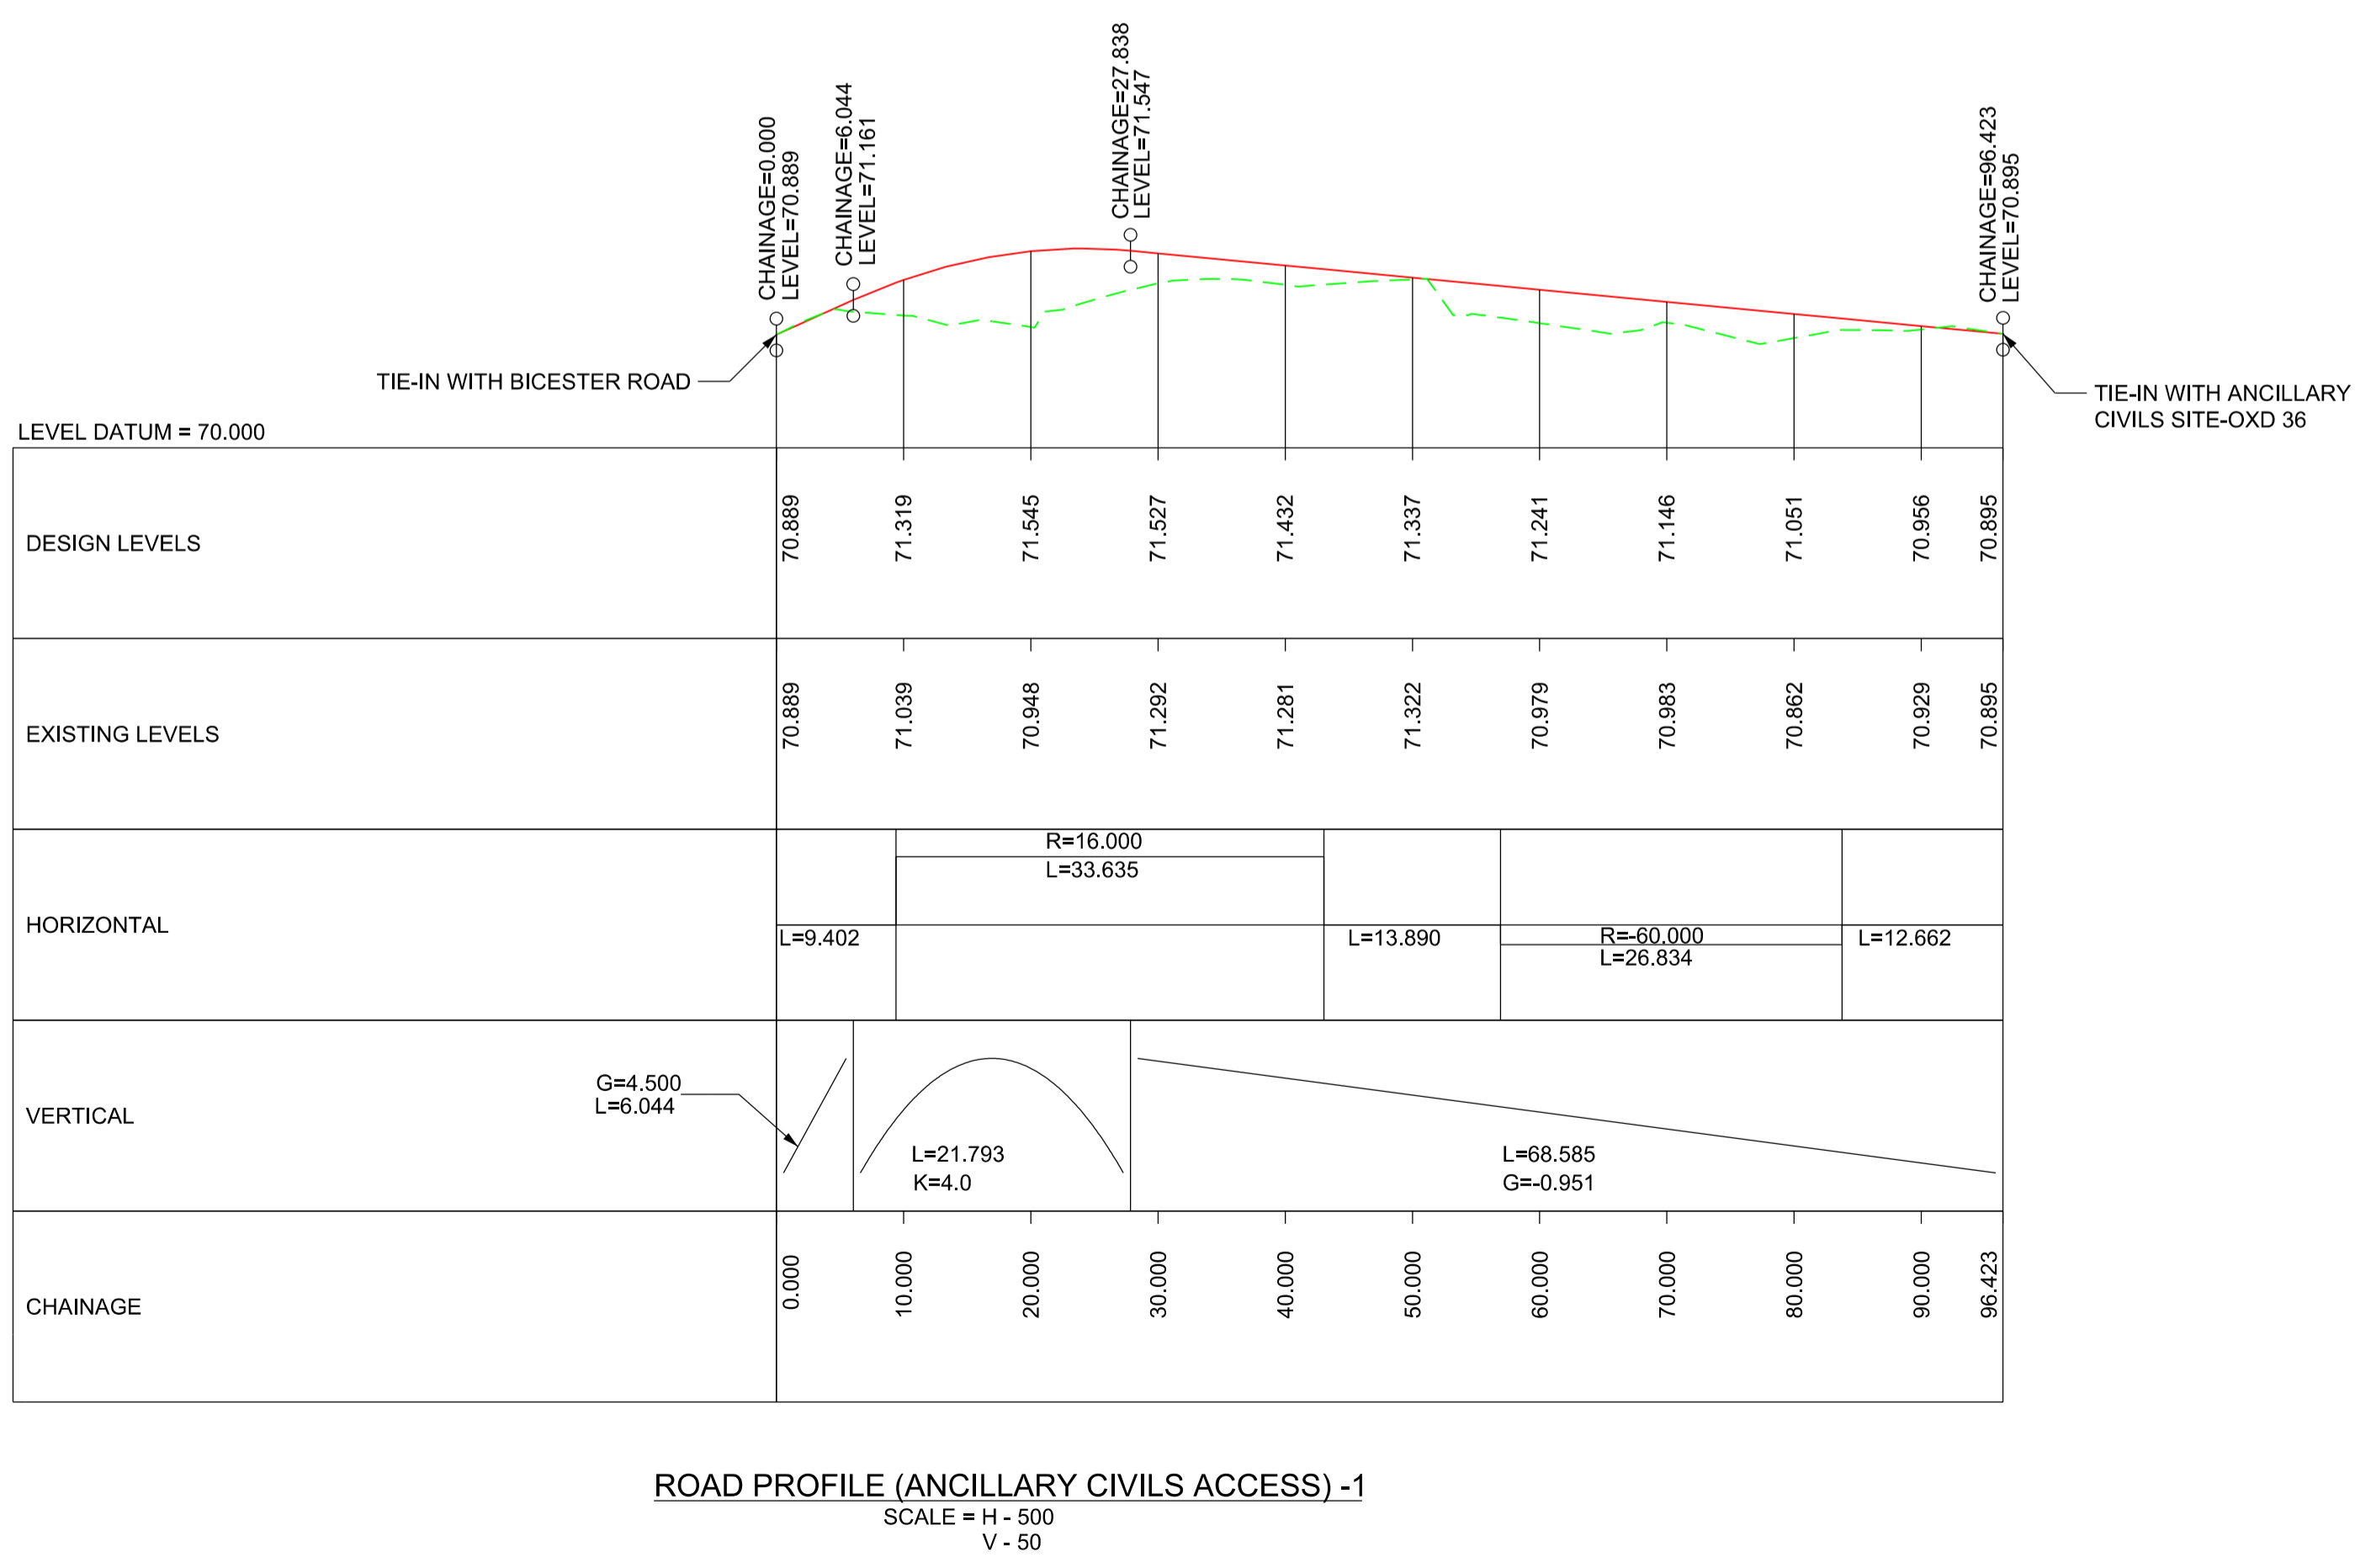 CHAINAGE=0.000
LEVEL=70.889
CHAINAGE=6.044
LEVEL=71.161
CHAINAGE=27.838
LEVEL=71.547
CHAINAGE=96.423
LEVEL=70.895
TIE-IN WITH BICESTER ROAD
TIE-IN WITH ANCILLARY
CIVILS SITE-OXD 36
LEVEL DATUM = 70.000
DESIGN LEVELS
70.889
71.319
71.545
71.527
71.432
71.337
71.241
71.146
71.051
70.956
70.895
EXISTING LEVELS
70.889
71.039
70.948
71.292
71.281
71.322
70.979
70.983
70.862
70.929
70.895
HORIZONTAL
L=9.402
R=16.000
L=33.635
L=13.890
R=-60.000
L=26.834
L=12.662
VERTICAL
G=4.500
L=6.044
L=21.793
K=4.0
L=68.585
G=-0.951
CHAINAGE
0.000
10.000
20.000
30.000
40.000
50.000
60.000
70.000
80.000
90.000
96.423
ROAD PROFILE (ANCILLARY CIVILS ACCESS) -1
SCALE = H - 500
V - 50